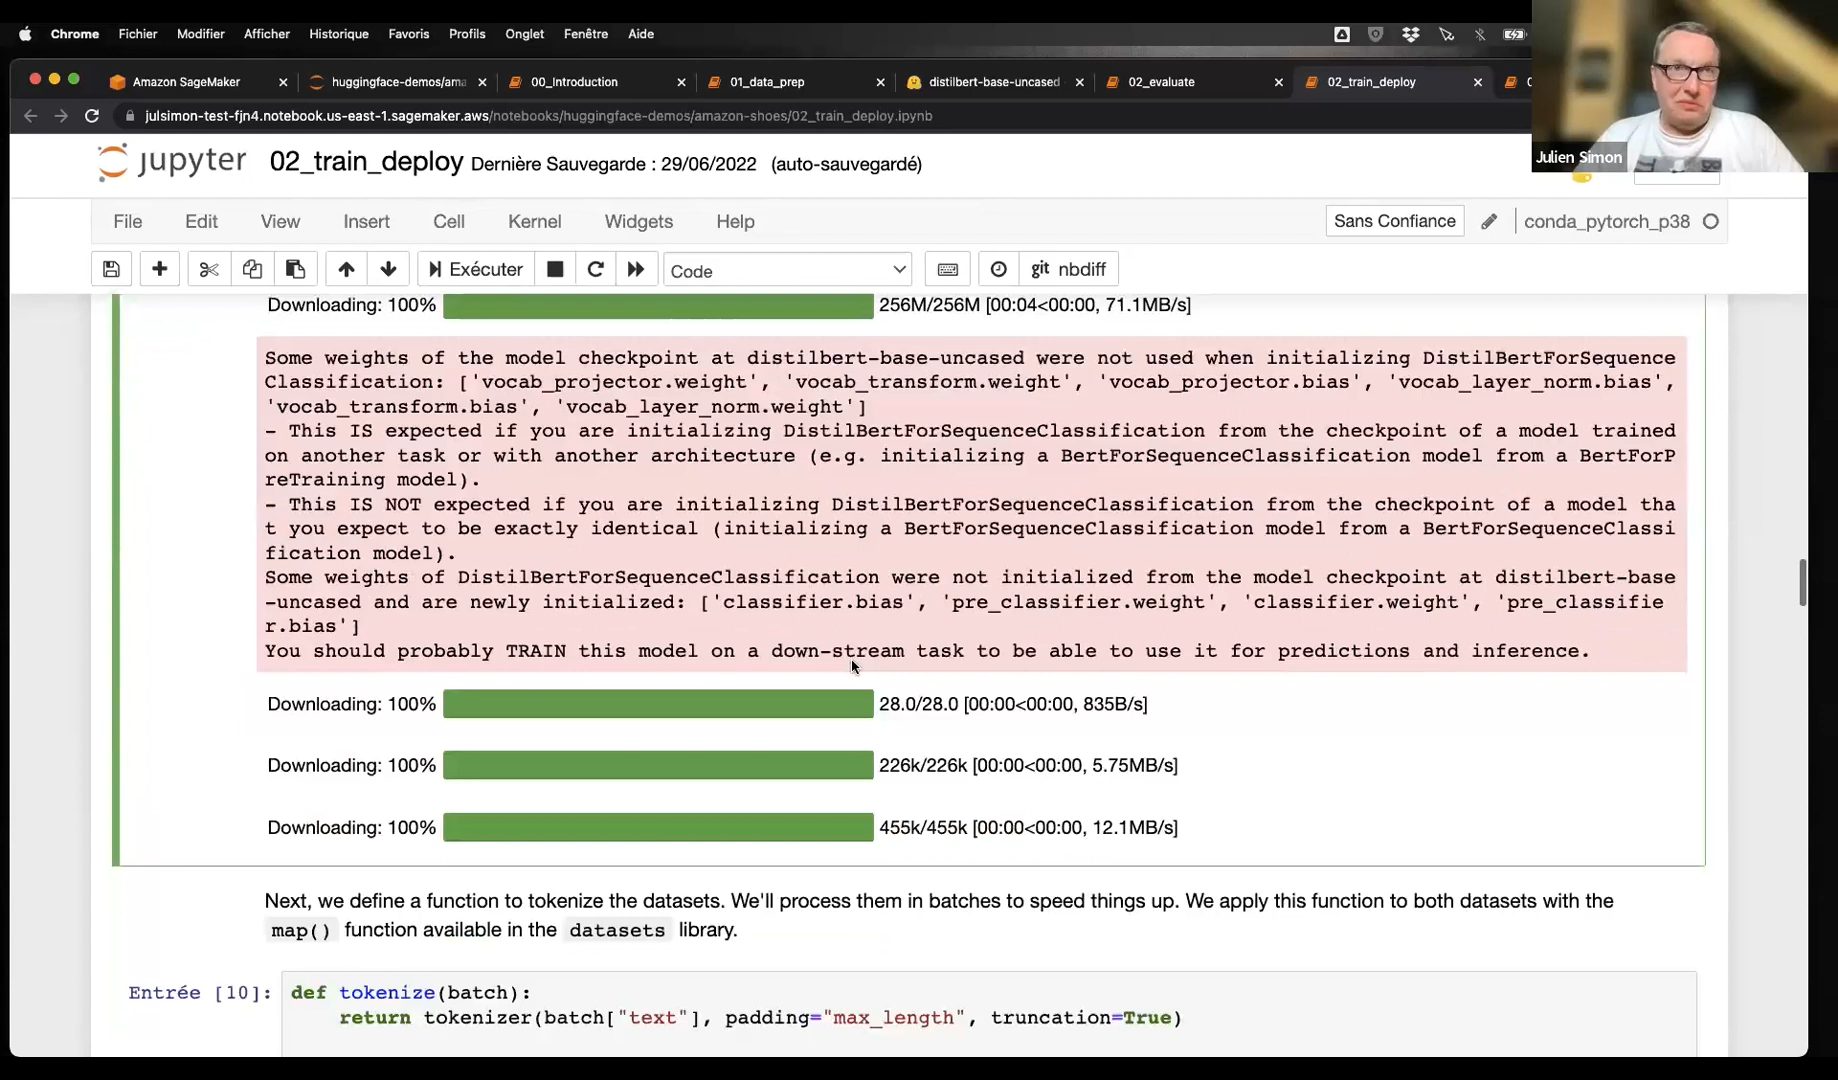 Chrome Fichier Modifier Afficher Historique Favoris Profils Onglet Fenêtre Aide
Amazon SageMaker huggingface-demos/ama 00_Introduction 01_data_prep distilbert-base-uncased 02_evaluate 02_train_deploy
julsimon-test-fjn4.notebook.us-east-1.sagemaker.aws/notebooks/huggingface-demos/amazon-shoes/02_train_deploy.ipynb
Julien Simon
jupyter 02_train_deploy Dernière Sauvegarde : 29/06/2022 (auto-sauvegardé)
File Edit View Insert Cell Kernel Widgets Help Sans Confiance conda_pytorch_p38
Exécuter Code git nbdiff
Downloading: 100% 256M/256M [00:04<00:00, 71.1MB/s]
Some weights of the model checkpoint at distilbert-base-uncased were not used when initializing DistilBertForSequence
Classification: ['vocab_projector.weight', 'vocab_transform.weight', 'vocab_projector.bias', 'vocab_layer_norm.bias',
'vocab_transform.bias', 'vocab_layer_norm.weight']
- This IS expected if you are initializing DistilBertForSequenceClassification from the checkpoint of a model trained
on another task or with another architecture (e.g. initializing a BertForSequenceClassification model from a BertForP
reTraining model).
- This IS NOT expected if you are initializing DistilBertForSequenceClassification from the checkpoint of a model tha
t you expect to be exactly identical (initializing a BertForSequenceClassification model from a BertForSequenceClassi
fication model).
Some weights of DistilBertForSequenceClassification were not initialized from the model checkpoint at distilbert-base
-uncased and are newly initialized: ['classifier.bias', 'pre_classifier.weight', 'classifier.weight', 'pre_classifie
r.bias']
You should probably TRAIN this model on a down-stream task to be able to use it for predictions and inference.
Downloading: 100% 28.0/28.0 [00:00<00:00, 835B/s]
Downloading: 100% 226k/226k [00:00<00:00, 5.75MB/s]
Downloading: 100% 455k/455k [00:00<00:00, 12.1MB/s]
Next, we define a function to tokenize the datasets. We'll process them in batches to speed things up. We apply this function to both datasets with the
map() function available in the datasets library.
Entrée [10]: def tokenize(batch):
return tokenizer(batch["text"], padding="max_length", truncation=True)